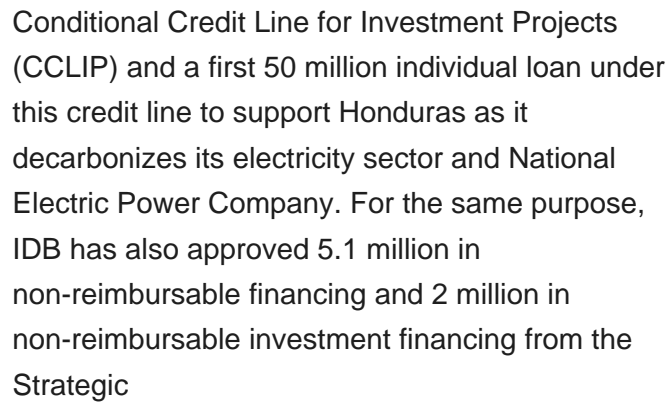 Conditional Credit Line for Investment Projects
(CCLIP) and a first 50 million individual loan under
this credit line to support Honduras as it
decarbonizes its electricity sector and National
Electric Power Company. For the same purpose,
IDB has also approved 5.1 million in
non-reimbursable financing and 2 million in
non-reimbursable investment financing from the
Strategic